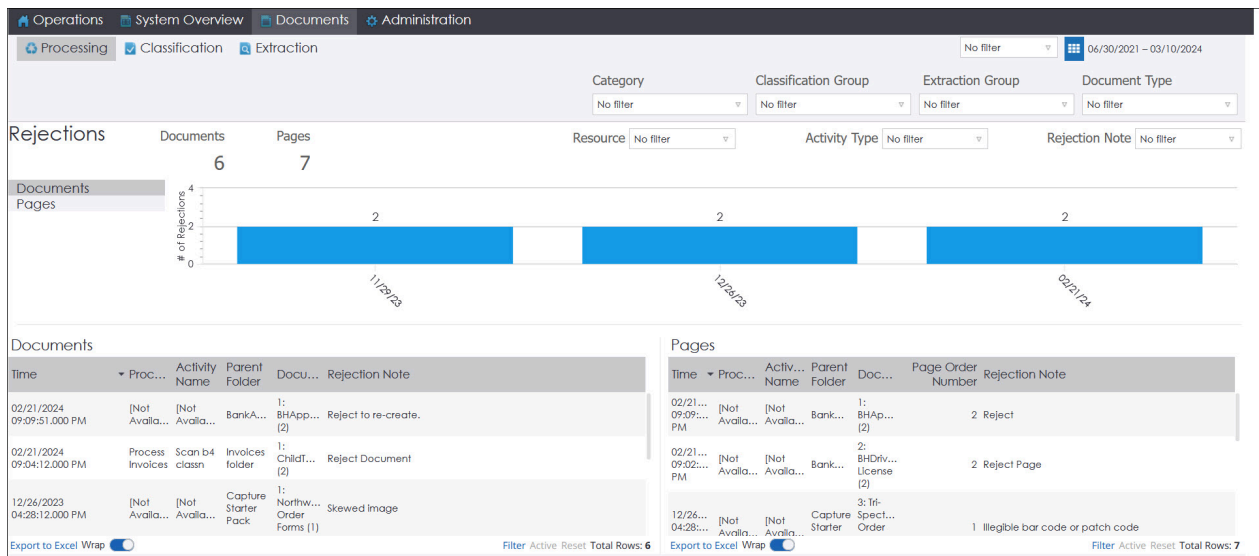 Operations System Overview Documents Administration
Processing Classification Extraction No filter 06/30/2021 – 03/10/2024
Category Classification Group Extraction Group Document Type
No filter No filter No filter No filter
Rejections Documents Pages Resource No filter Activity Type No filter Rejection Note No filter
6 7
Documents
Pages
# of Rejections
4
2
0
2 2 2
11/29/23 12/26/23 02/21/24
Documents
Time Proc... Activity Name Parent Folder Docu... Rejection Note
02/21/2024 09:09:51.000 PM [Not Availa... [Not Availa... BankA... 1: BHApp... (2) Reject to re-create.
02/21/2024 09:04:12.000 PM Process Invoices Scan b4 classn Invoices folder 1: ChildT... (2) Reject Document
12/26/2023 04:28:12.000 PM [Not Availa... [Not Availa... Capture Starter Pack 1: Northw... Order Forms (1) Skewed Image
Export to Excel Wrap Filter Active Reset Total Rows: 6
Pages
Time Proc... Activ... Name Parent Folder Doc... Page Order Number Rejection Note
02/21... 09:09:... PM [Not Availa... [Not Availa... Bank... 1: BHAp... (2) 2 Reject
02/21... 09:02:... PM [Not Availa... [Not Availa... Bank... 2: BHDriv... License (2) 2 Reject Page
12/26... 04:28:... [Not Availa... [Not Availa... Capture Starter 3: Tri-Spect... Order 1 Illegible bar code or patch code
Export to Excel Wrap Filter Active Reset Total Rows: 7